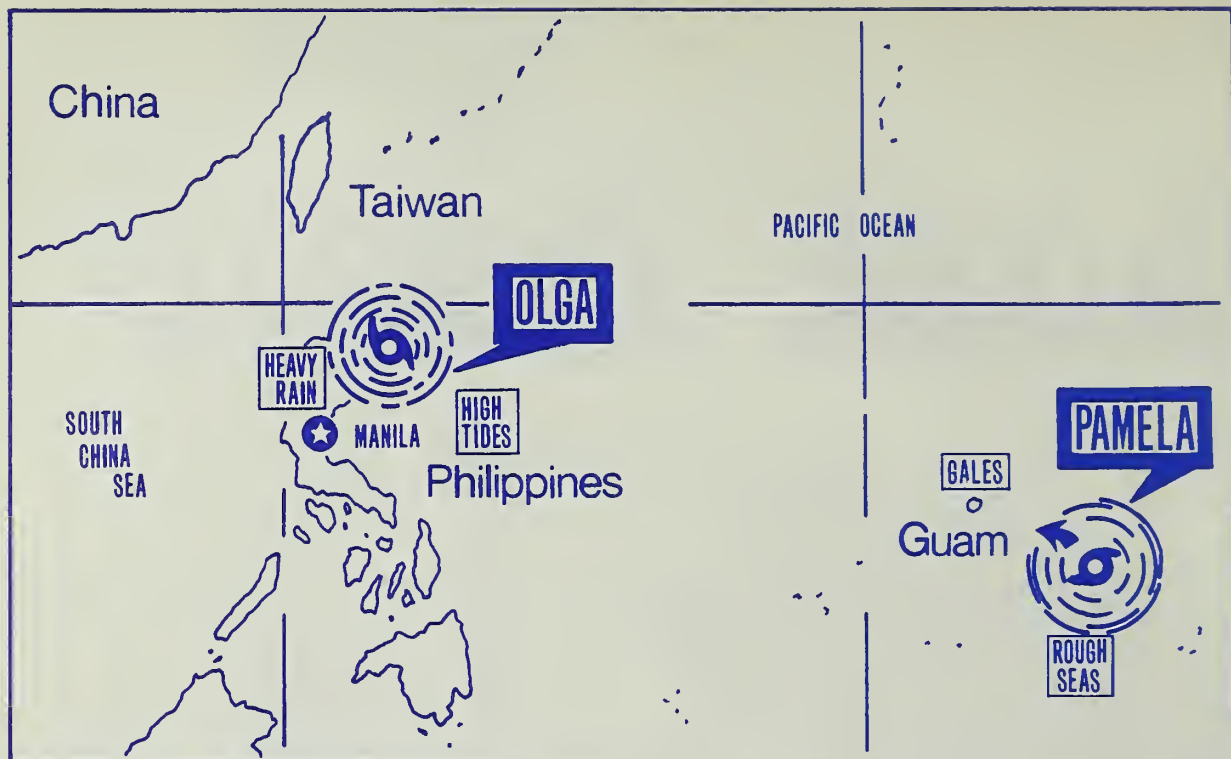 China
Taiwan
PACIFIC OCEAN
OLGA
HEAVY
RAIN
HIGH
TIDES
MANILA
SOUTH
CHINA
SEA
Philippines
PAMELA
GALES
Guam
ROUGH
SEAS